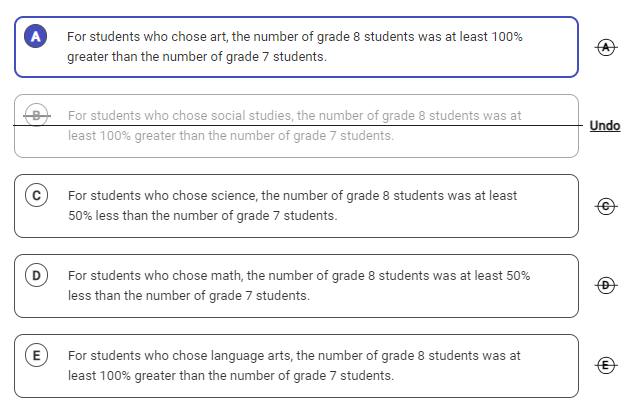 A For students who chose art, the number of grade 8 students was at least 100% A
greater than the number of grade 7 students.
B For students who chose social studies, the number of grade 8 students was at
least 100% greater than the number of grade 7 students. Undo
C For students who chose science, the number of grade 8 students was at least C
50% less than the number of grade 7 students.
D For students who chose math, the number of grade 8 students was at least 50% D
less than the number of grade 7 students.
E For students who chose language arts, the number of grade 8 students was at E
least 100% greater than the number of grade 7 students.